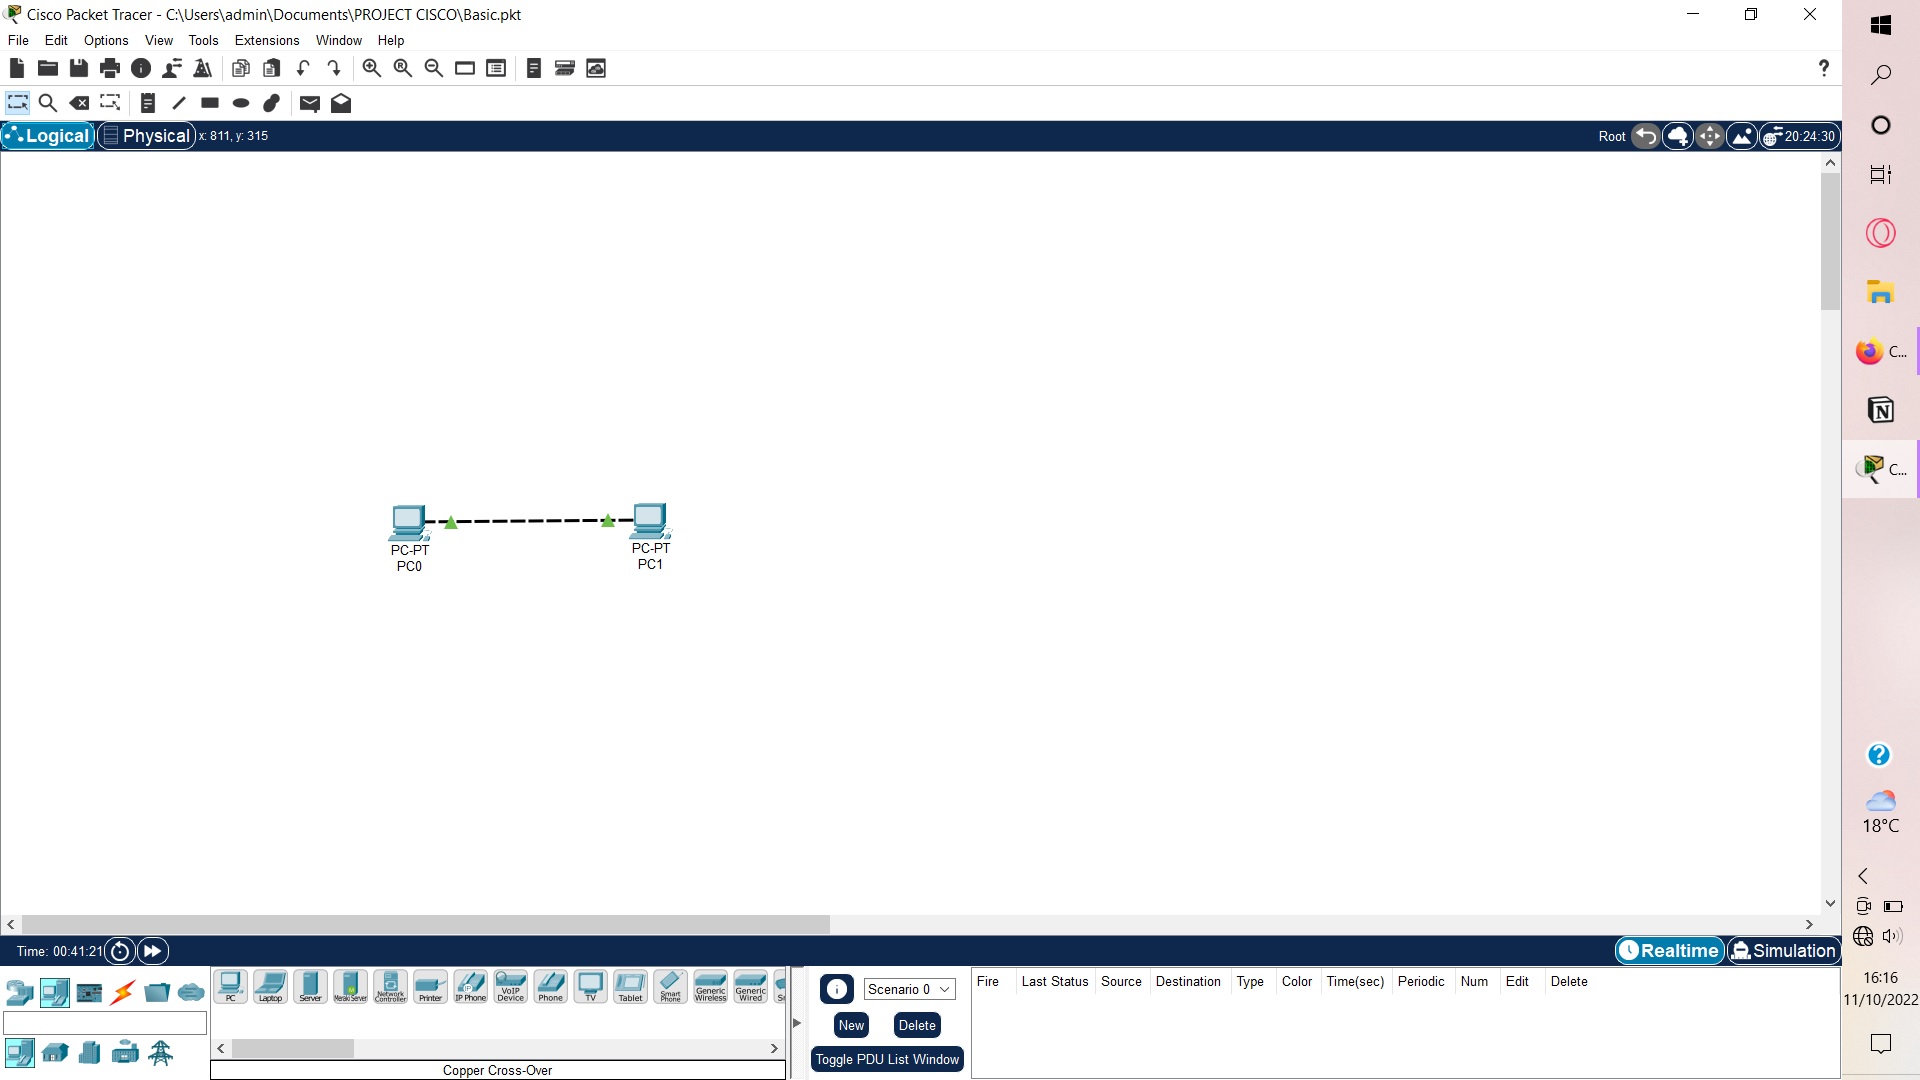 Cisco Packet Tracer - C:\Users\admin\Documents\PROJECT CISCO\Basic.pkt
File Edit Options View Tools Extensions Window Help
?
Logical Physical x: 811, y: 315 Root 20:24:30
PC-PT
PC0
PC-PT
PC1
Time: 00:41:21 Realtime Simulation
PC Laptop Server Meraki Server Network Controller Printer IP Phone VoIP Device Phone TV Tablet Smart Phone Generic Wireless Generic Wired
Copper Cross-Over
Scenario 0
New Delete
Toggle PDU List Window
Fire Last Status Source Destination Type Color Time(sec) Periodic Num Edit Delete
C...
C...
18°C
16:16
11/10/2022